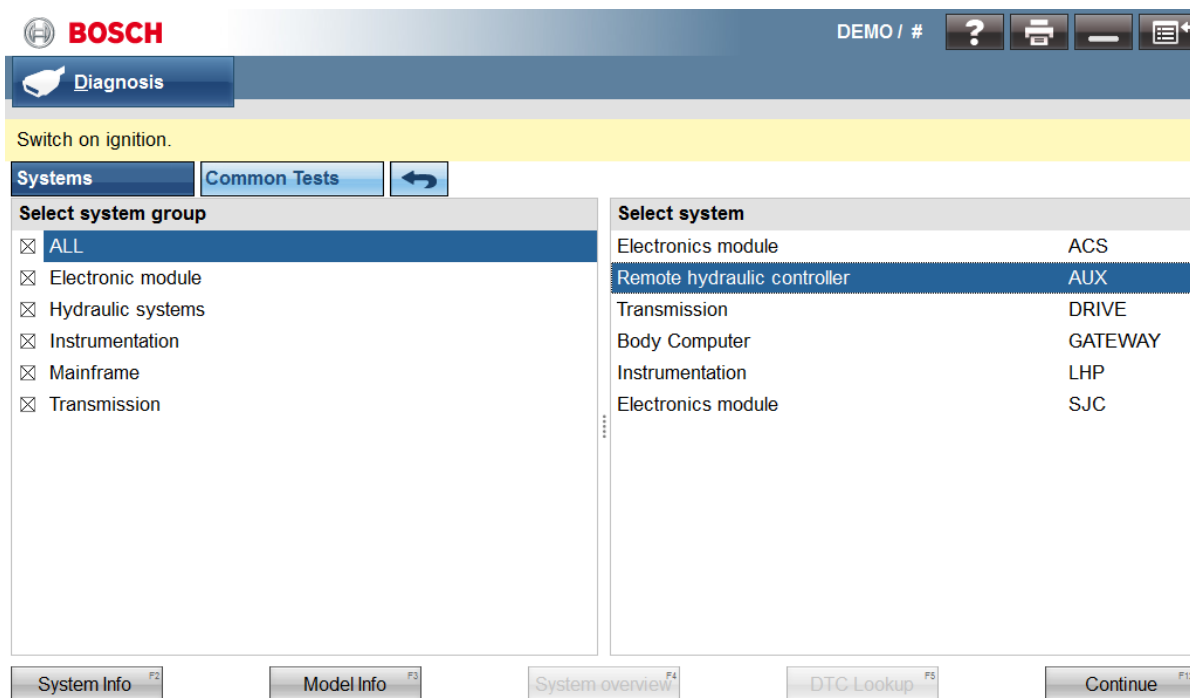 BOSCH DEMO / # ?
Diagnosis
Switch on ignition.
Systems Common Tests
Select system group
ALL
Electronic module
Hydraulic systems
Instrumentation
Mainframe
Transmission
Select system
Electronics module ACS
Remote hydraulic controller AUX
Transmission DRIVE
Body Computer GATEWAY
Instrumentation LHP
Electronics module SJC
System Info F2 Model Info F3 System overview F4 DTC Lookup F5 Continue